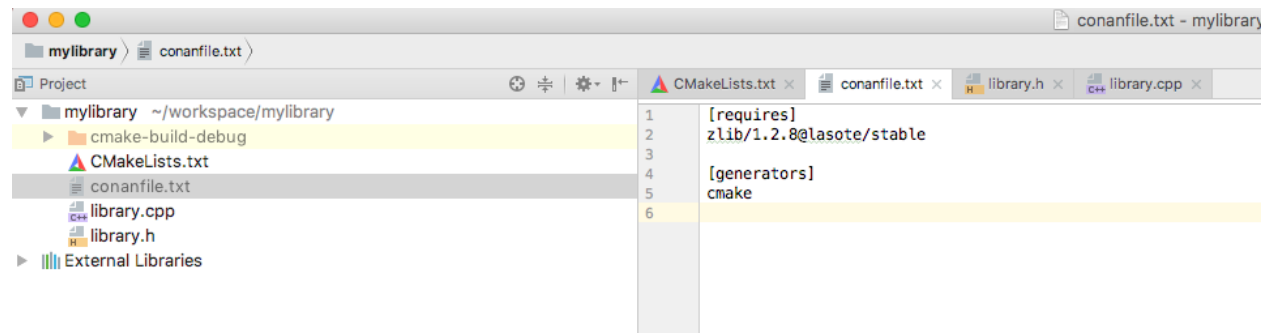 conanfile.txt - mylibrary
mylibrary conanfile.txt
Project
CMakeLists.txt conanfile.txt library.h library.cpp
mylibrary ~/workspace/mylibrary
cmake-build-debug
CMakeLists.txt
conanfile.txt
C++ library.cpp
H library.h
External Libraries
1 [requires]
2 zlib/1.2.8@lasote/stable
3
4 [generators]
5 cmake
6